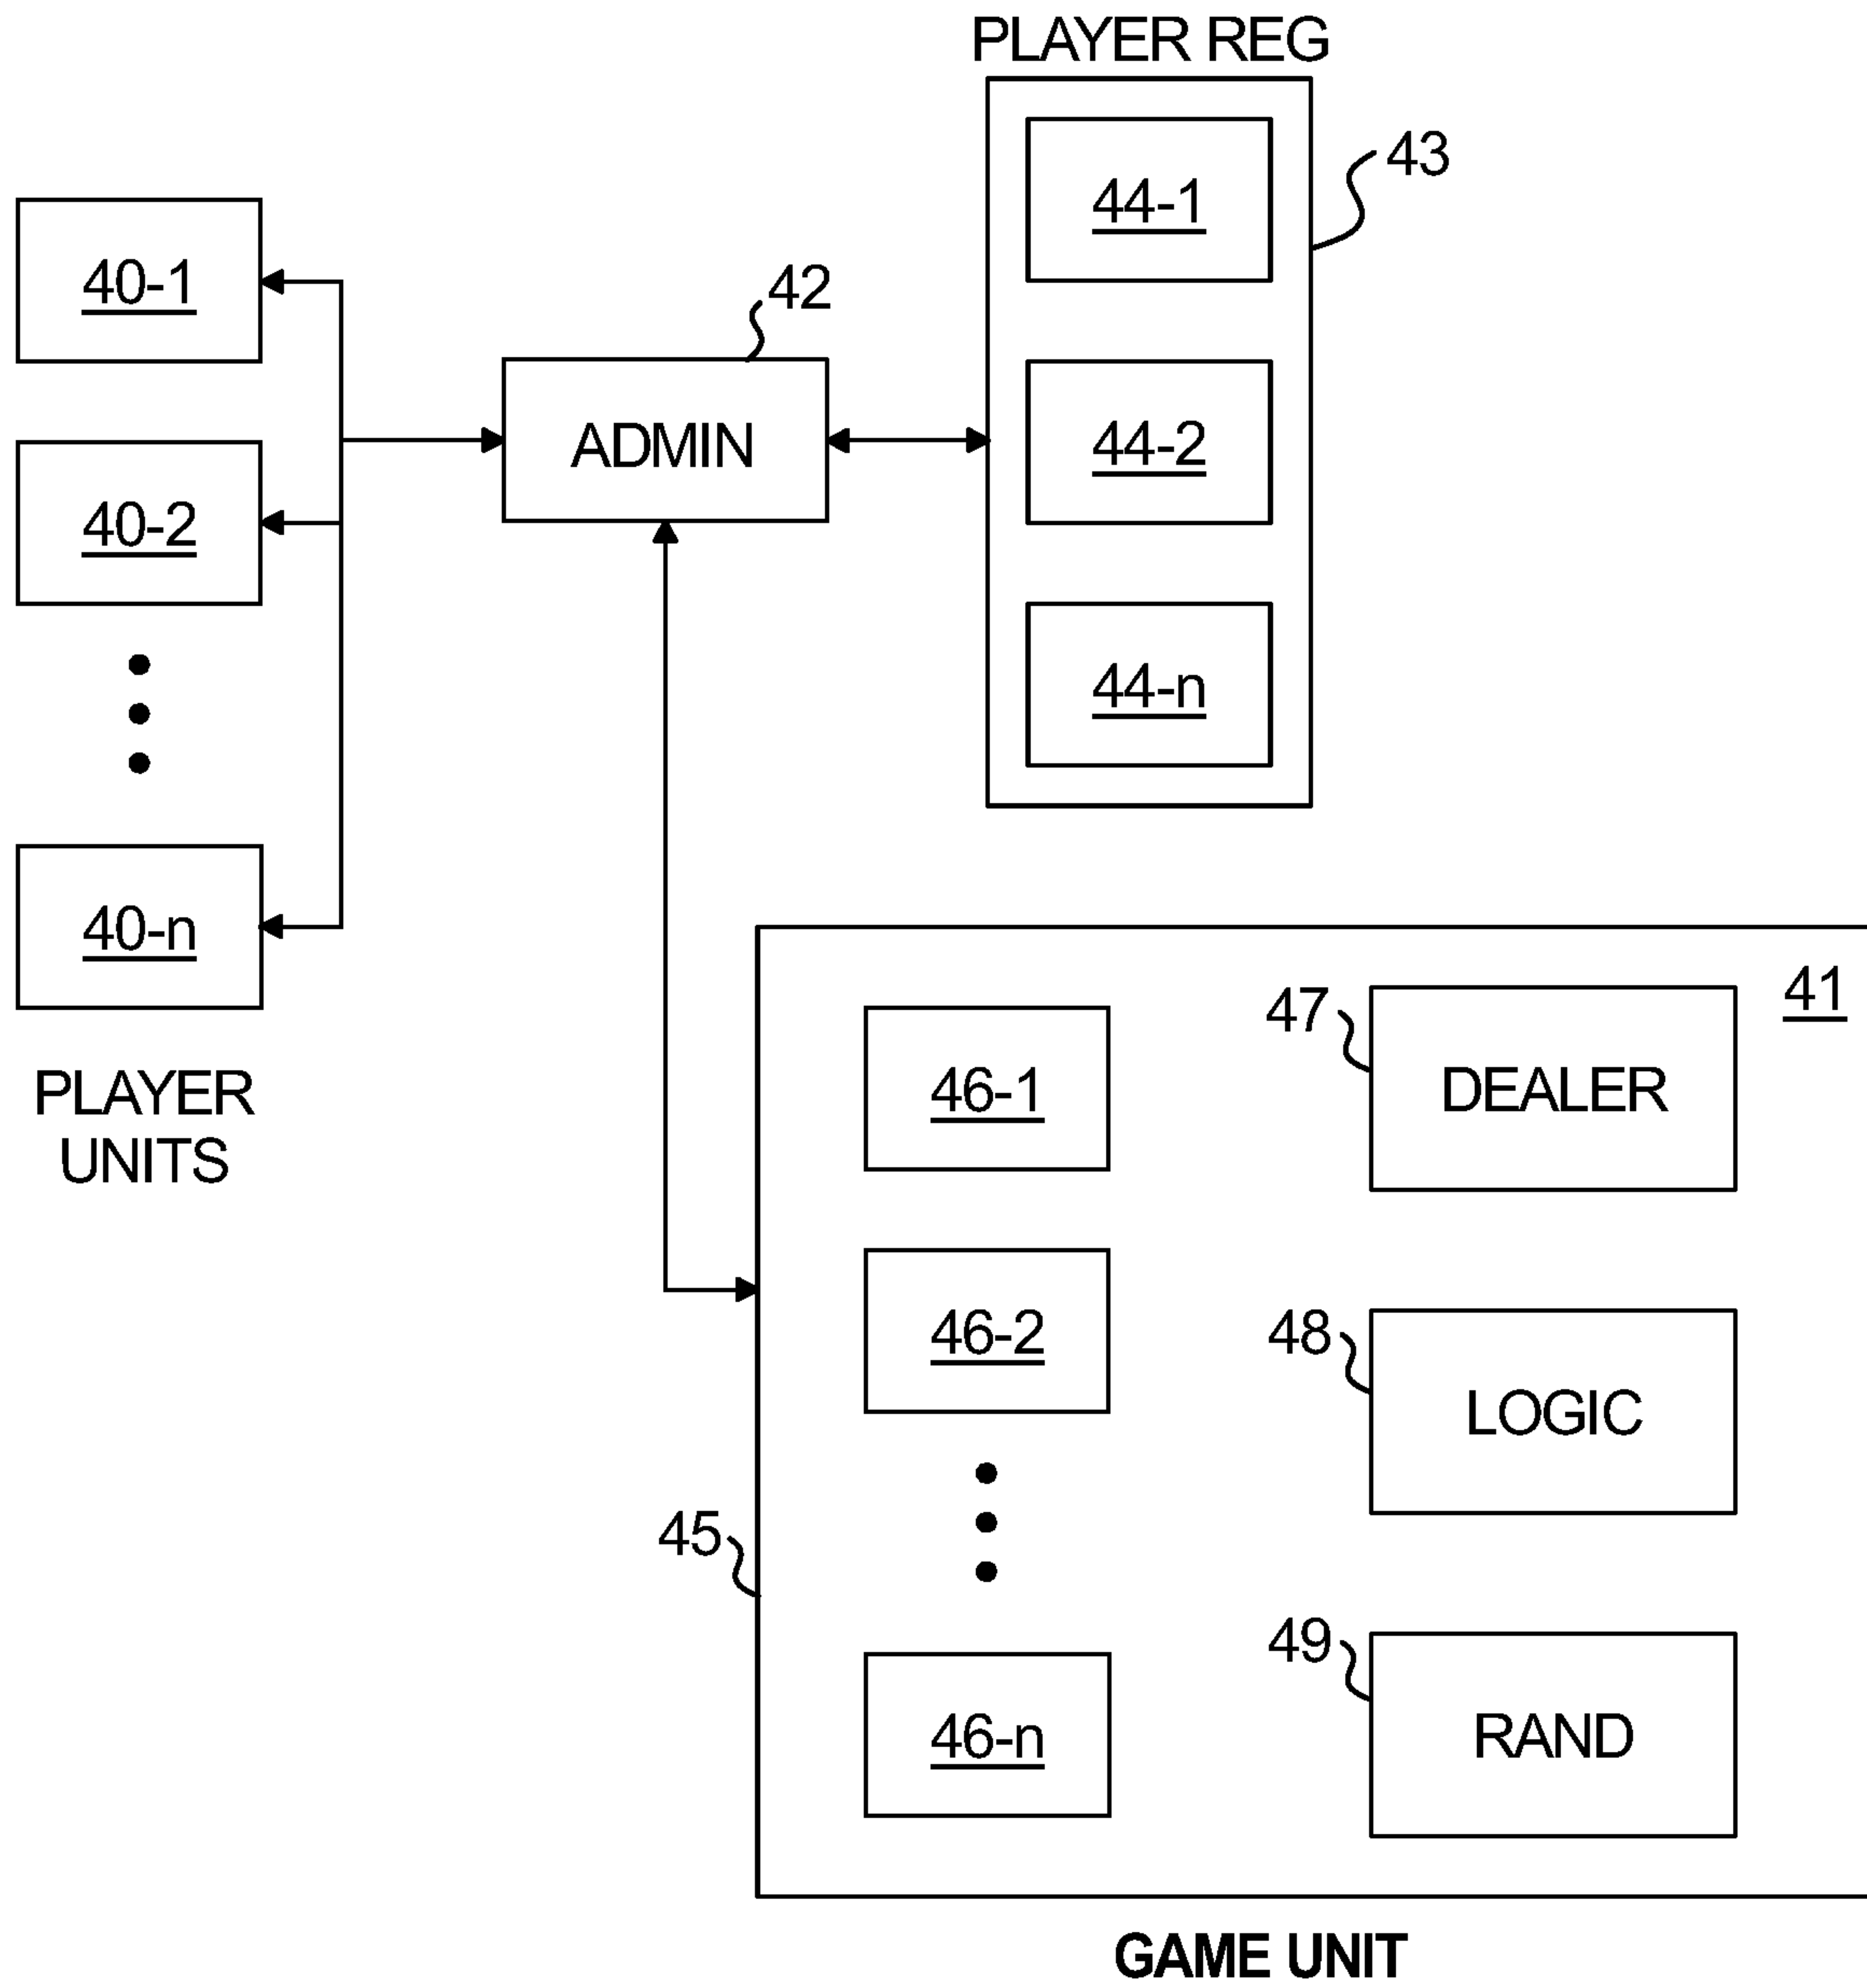 PLAYER REG
43
44-1
44-2
44-n
40-1
40-2
40-n
PLAYER
UNITS
42
ADMIN
41
45
46-1
46-2
46-n
47
DEALER
48
LOGIC
49
RAND
GAME UNIT